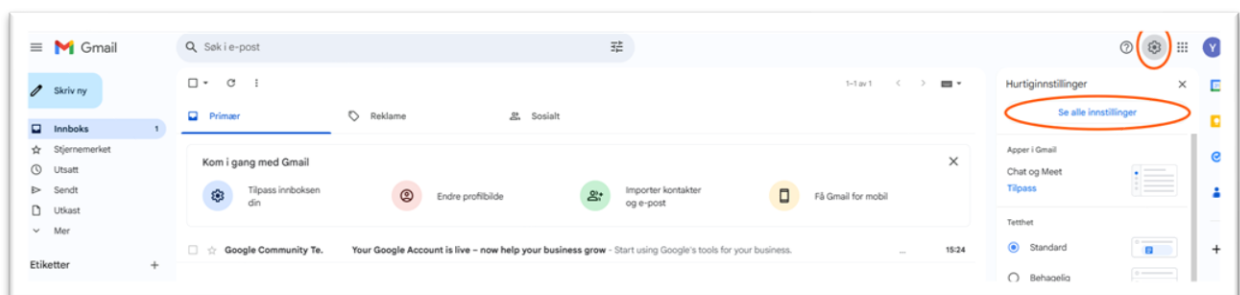 Gmail
Søk i e-post
Y
Skriv ny
1–1 av 1
Hurtiginnstillinger
Se alle innstillinger
Innboks 1
Primær
Reklame
Sosialt
Stjernemerket
Utsatt
Sendt
Utkast
Mer
Kom i gang med Gmail
Tilpass innboksen
din
Endre profilbilde
Importer kontakter
og e-post
Få Gmail for mobil
Apper i Gmail
Chat og Meet
Tilpass
Tetthet
Standard
Behagelig
Google Community Te. Your Google Account is live – now help your business grow - Start using Google's tools for your business. ... 15:24
Etiketter +